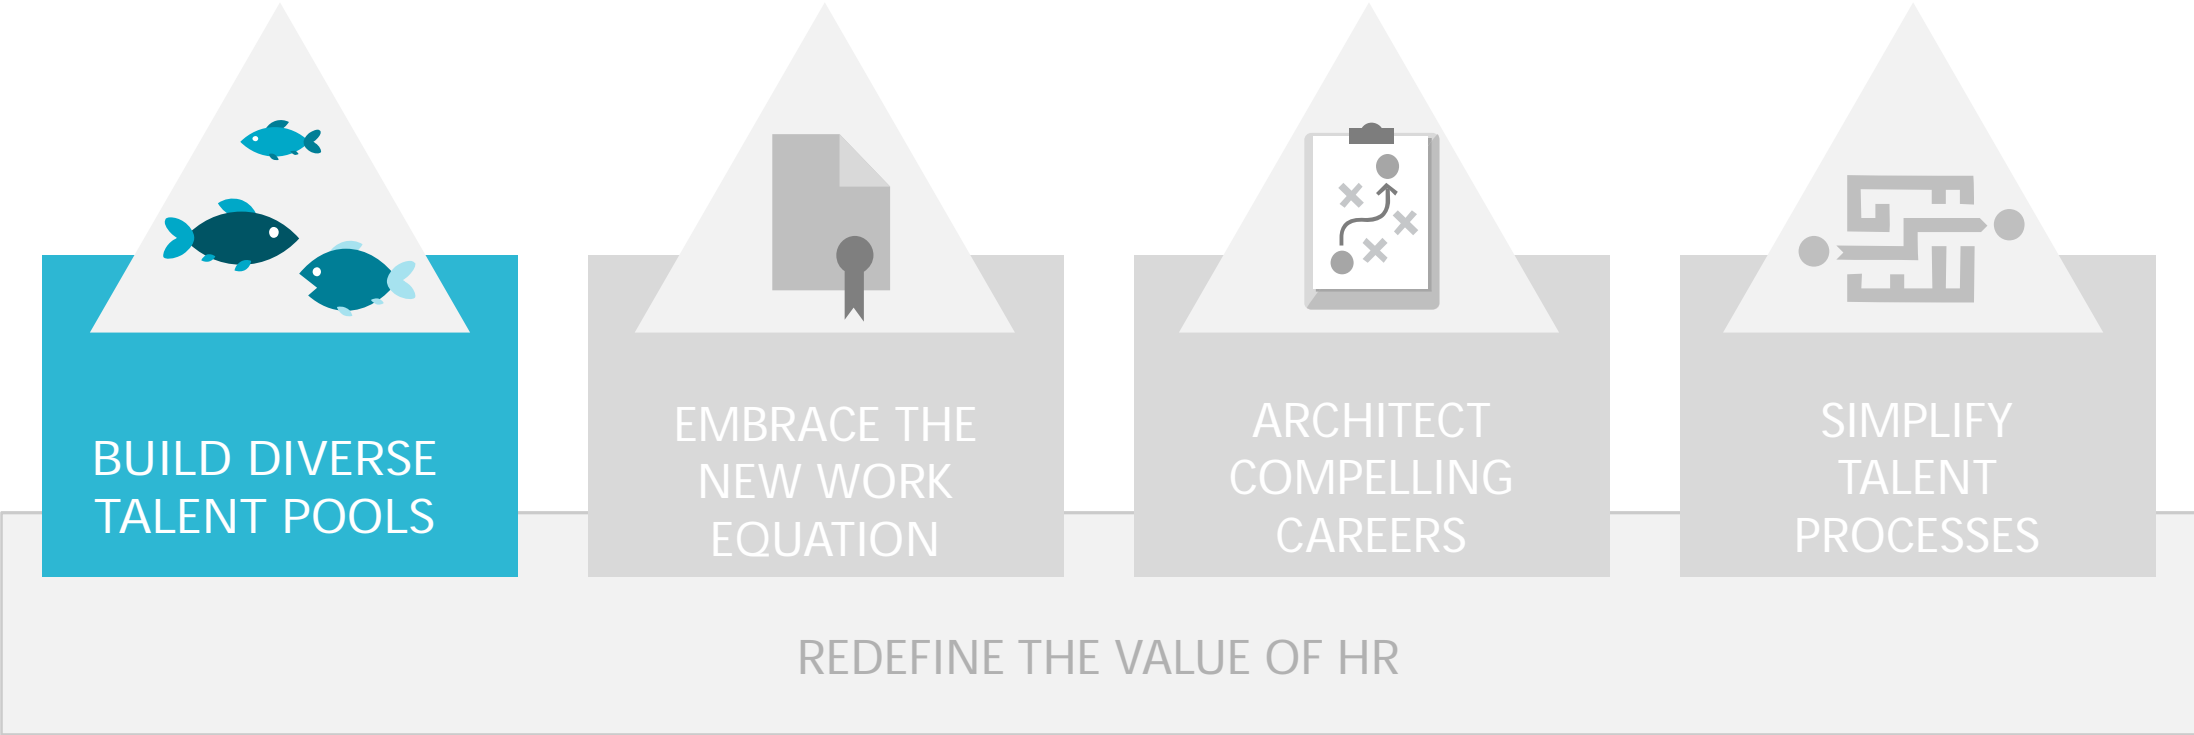 BUILD DIVERSE
TALENT POOLS
EMBRACE THE
NEW WORK
EQUATION
ARCHITECT
COMPELLING
CAREERS
SIMPLIFY
TALENT
PROCESSES
REDEFINE THE VALUE OF HR